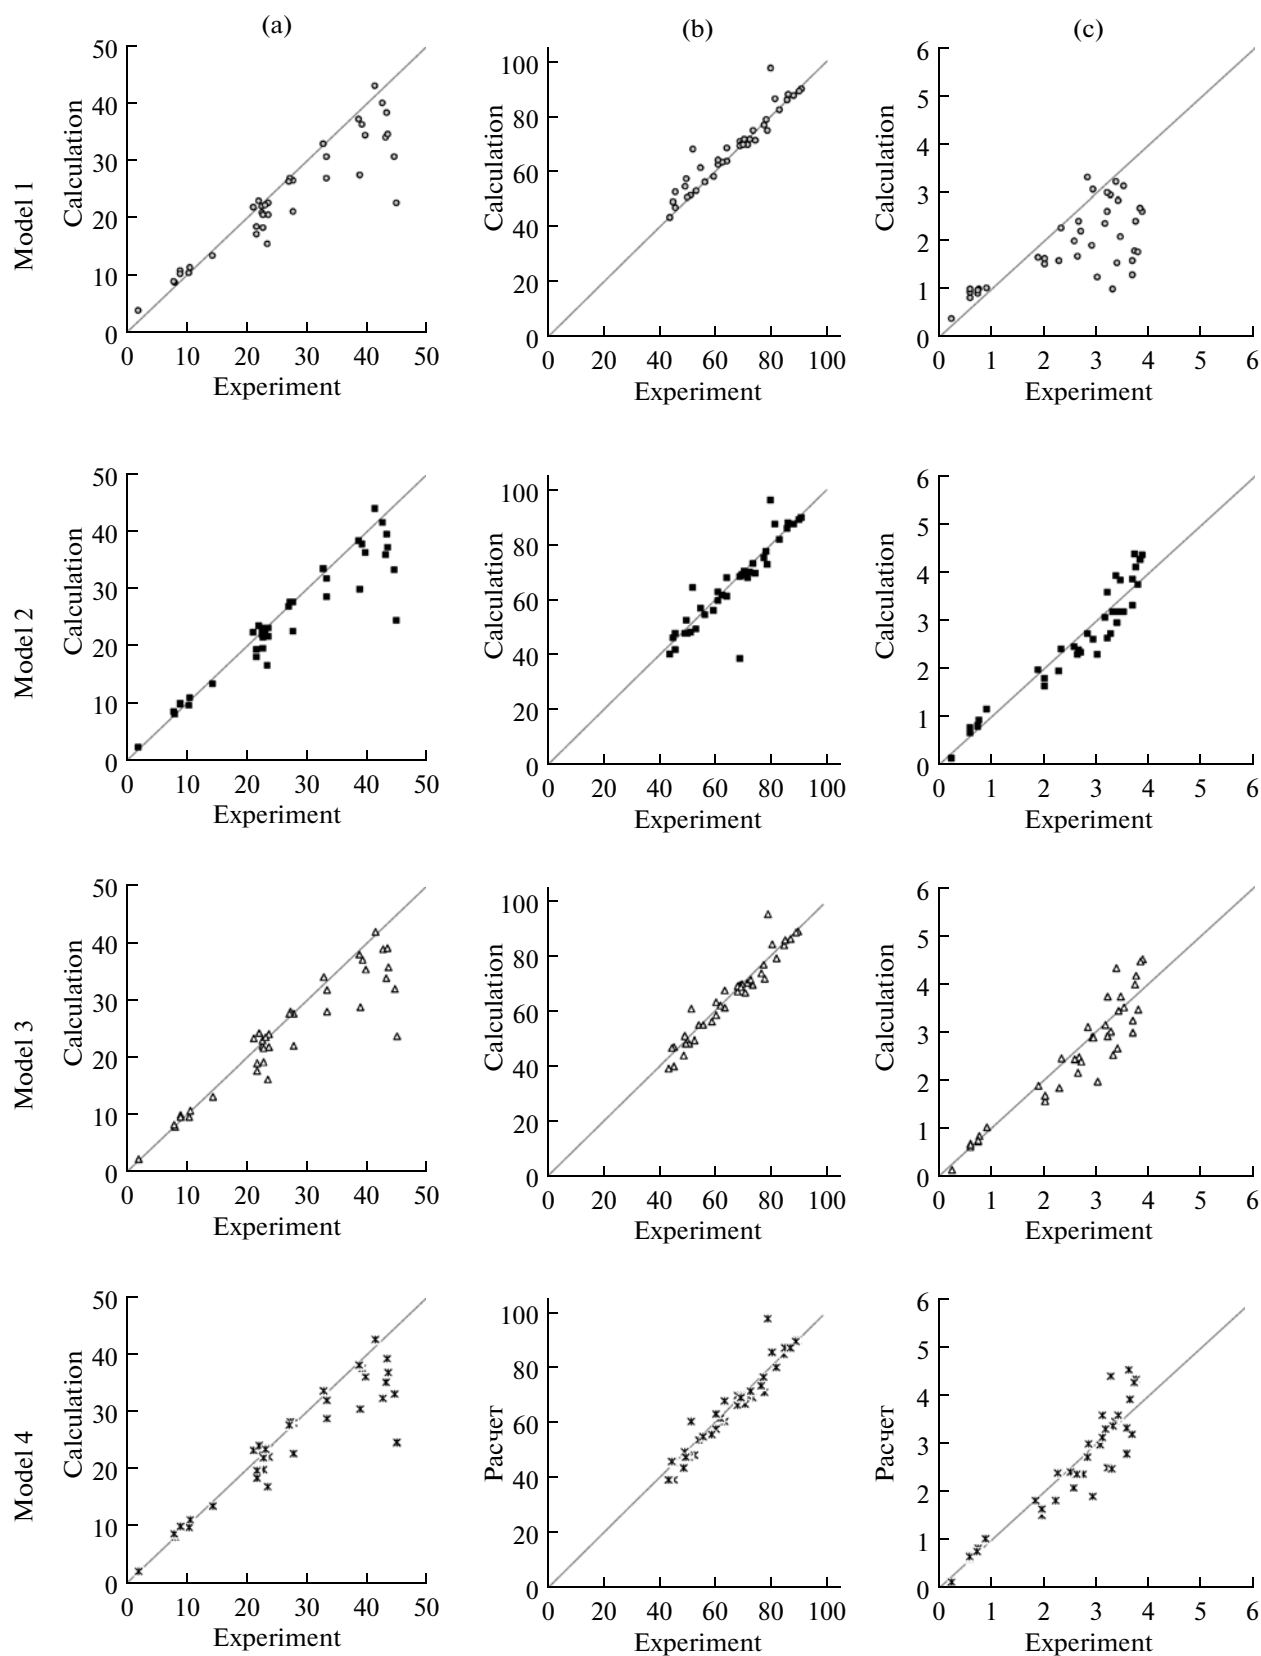 (a)
(b)
(c)
Model 1
Calculation
50
40
30
20
10
0
0 10 20 30 40 50
Experiment
Calculation
100
80
60
40
20
0
0 20 40 60 80 100
Experiment
Calculation
6
5
4
3
2
1
0
0 1 2 3 4 6
Experiment
Model 2
Calculation
50
40
30
20
10
0
0 10 20 30 40 50
Experiment
Calculation
100
80
60
40
20
0
0 20 40 60 80 100
Experiment
Calculation
6
5
4
3
2
1
0
0 1 2 3 4 6
Experiment
Model 3
Calculation
50
40
30
20
10
0
0 10 20 30 40 50
Experiment
Calculation
100
80
60
40
20
0
0 20 40 60 80 100
Experiment
Calculation
6
5
4
3
2
1
0
0 1 2 3 4 6
Experiment
Model 4
Calculation
50
40
30
20
10
0
0 10 20 30 40 50
Experiment
Расчет
100
80
60
40
20
0
0 20 40 60 80 100
Experiment
Расчет
6
5
4
3
2
1
0
0 1 2 3 4 6
Experiment